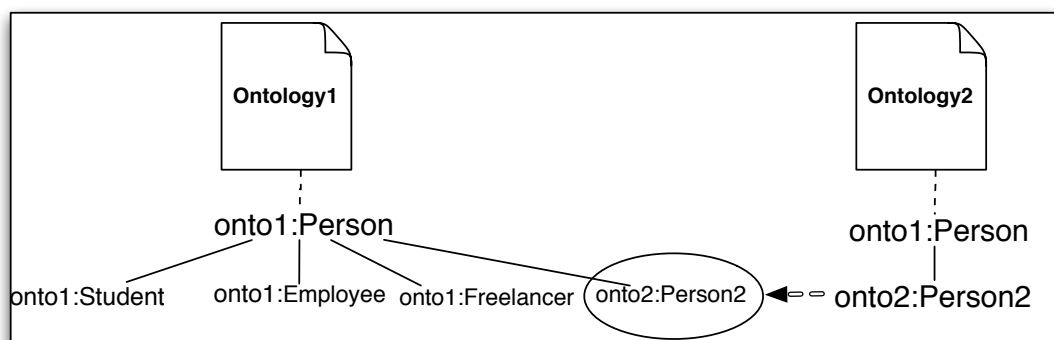 Ontology1
Ontology2
onto1:Person
onto1:Person
onto1:Student
onto1:Employee
onto1:Freelancer
onto2:Person2
onto2:Person2